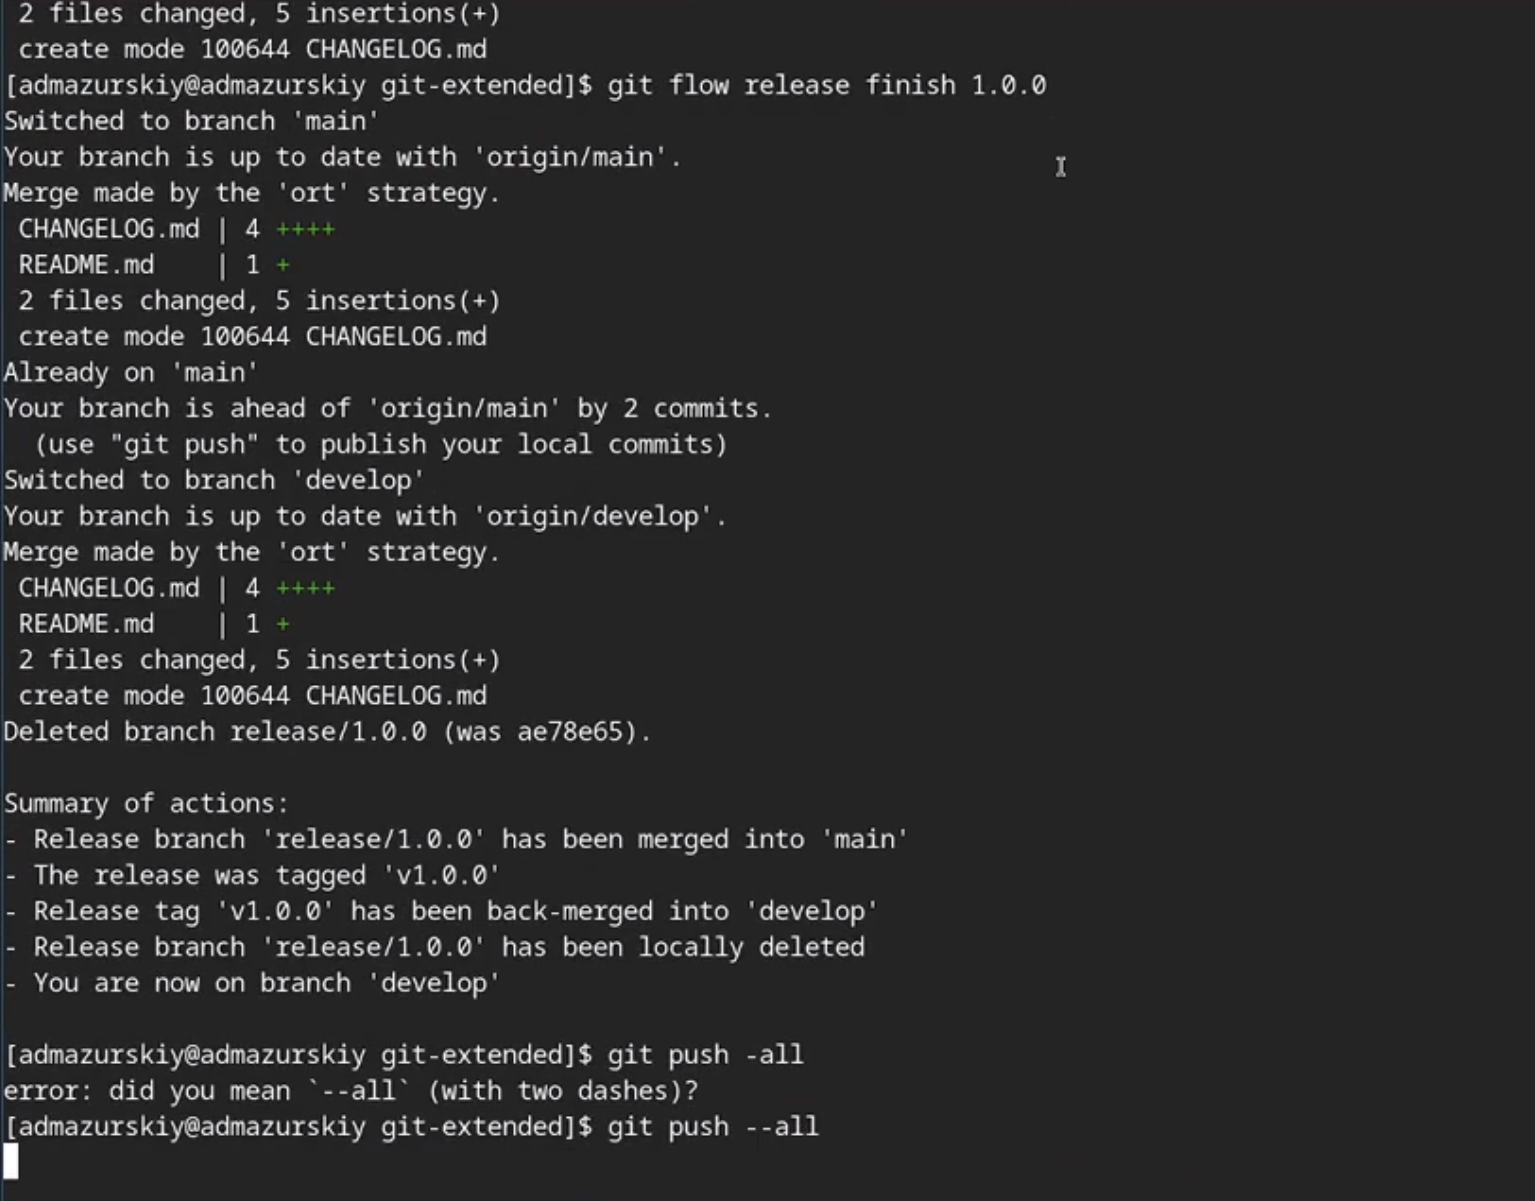 2 files changed, 5 insertions(+)
create mode 100644 CHANGELOG.md
[admazurskiy@admazurskiy git-extended]$ git flow release finish 1.0.0
Switched to branch 'main'
Your branch is up to date with 'origin/main'.
Merge made by the 'ort' strategy.
CHANGELOG.md | 4 ++++
README.md    | 1 +
2 files changed, 5 insertions(+)
create mode 100644 CHANGELOG.md
Already on 'main'
Your branch is ahead of 'origin/main' by 2 commits.
  (use "git push" to publish your local commits)
Switched to branch 'develop'
Your branch is up to date with 'origin/develop'.
Merge made by the 'ort' strategy.
CHANGELOG.md | 4 ++++
README.md    | 1 +
2 files changed, 5 insertions(+)
create mode 100644 CHANGELOG.md
Deleted branch release/1.0.0 (was ae78e65).
Summary of actions:
- Release branch 'release/1.0.0' has been merged into 'main'
- The release was tagged 'v1.0.0'
- Release tag 'v1.0.0' has been back-merged into 'develop'
- Release branch 'release/1.0.0' has been locally deleted
- You are now on branch 'develop'
[admazurskiy@admazurskiy git-extended]$ git push -all
error: did you mean `--all` (with two dashes)?
[admazurskiy@admazurskiy git-extended]$ git push --all